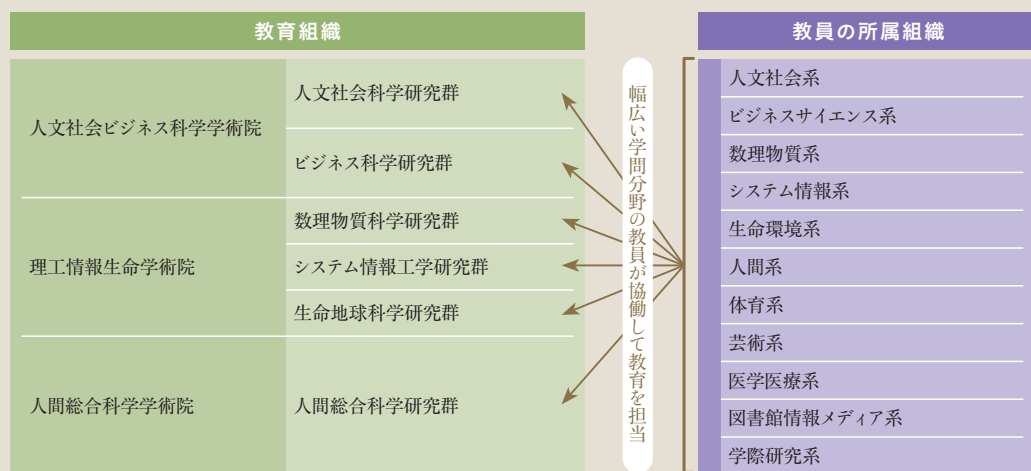 教育組織
人文社会ビジネス科学学術院
人文社会科学研究群
ビジネス科学研究群
理工情報生命学術院
数理物質科学研究群
システム情報工学研究群
生命地球科学研究群
人間総合科学学術院
人間総合科学研究群
幅広い学問分野の教員が協働して教育を担当
教員の所属組織
人文社会系
ビジネスサイエンス系
数理物質系
システム情報系
生命環境系
人間系
体育系
芸術系
医学医療系
図書館情報メディア系
学際研究系